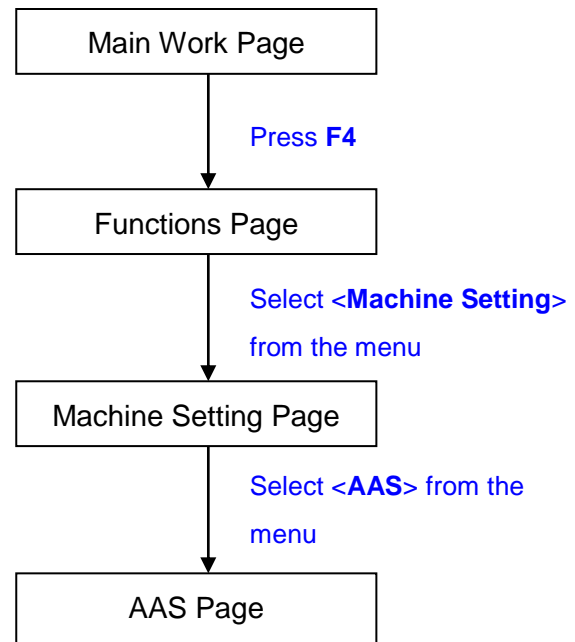 Main Work Page
Press F4
Functions Page
Select <Machine Setting>
from the menu
Machine Setting Page
Select <AAS> from the
menu
AAS Page